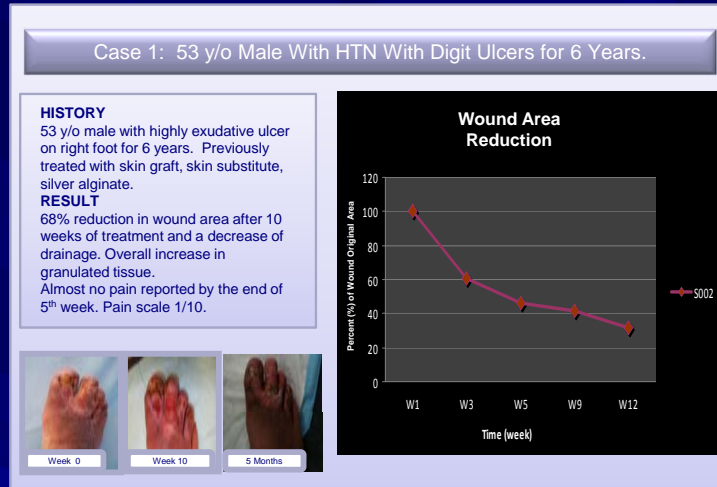 Case 1: 53 y/o Male With HTN With Digit Ulcers for 6 Years.
HISTORY
53 y/o male with highly exudative ulcer
on right foot for 6 years. Previously
treated with skin graft, skin substitute,
silver alginate.
RESULT
68% reduction in wound area after 10
weeks of treatment and a decrease of
drainage. Overall increase in
granulated tissue.
Almost no pain reported by the end of
5th week. Pain scale 1/10.
Week 0
Week 10
5 Months
Wound Area
Reduction
Percent (%) of Wound Original Area
120
100
80
60
40
20
0
W1 W3 W5 W9 W12
Time (week)
S002